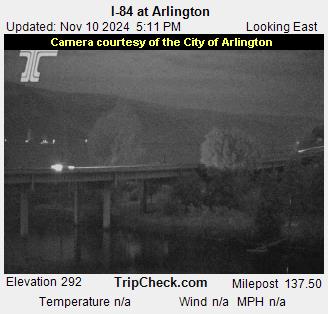 I-84 at Arlington
Updated: Nov 10 2024 5:11 PM Looking East
Camera courtesy of the City of Arlington
Elevation 292 TripCheck.com Milepost 137.50
Temperature n/a Wind n/a MPH n/a